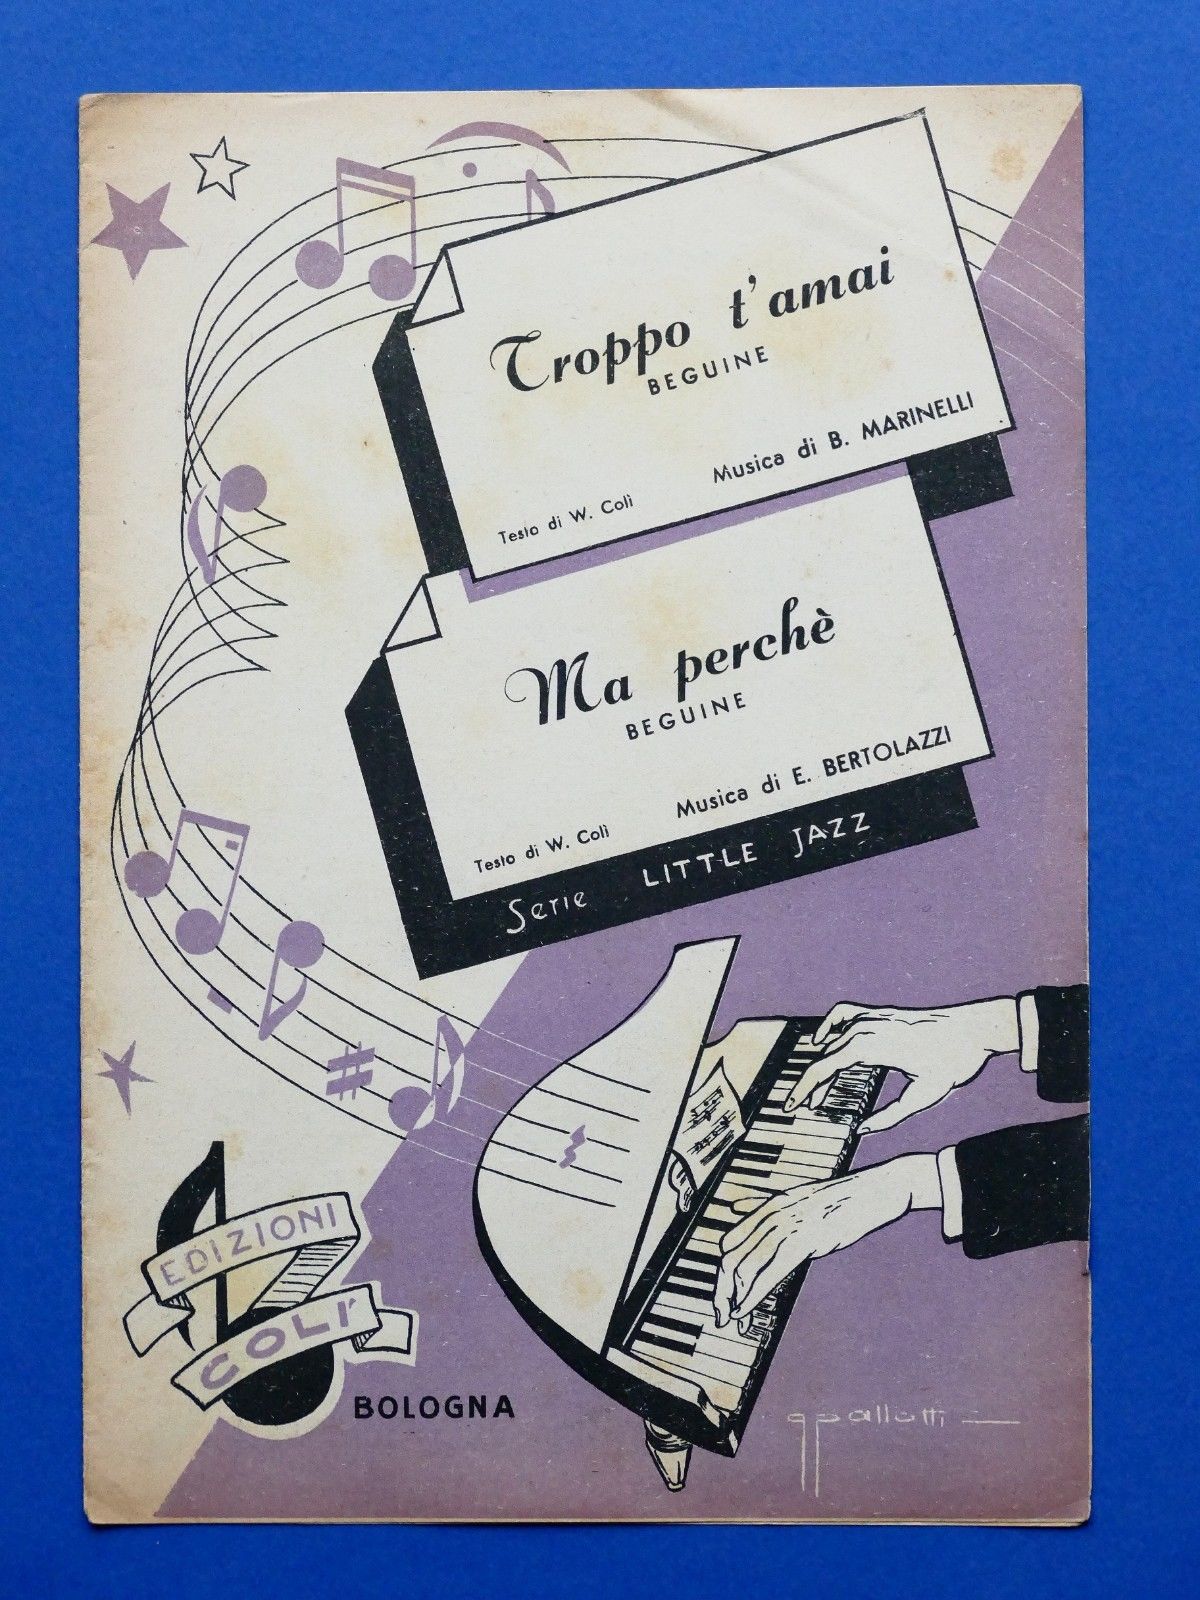 Troppo t'amai
BEGUINE
Musica di B. MARINELLI
Testo di W. Colì
Ma perchè
BEGUINE
Musica di E. BERTOLAZZI
Testo di W. Colì
Serie LITTLE JAZZ
EDIZIONI
COLÌ
BOLOGNA